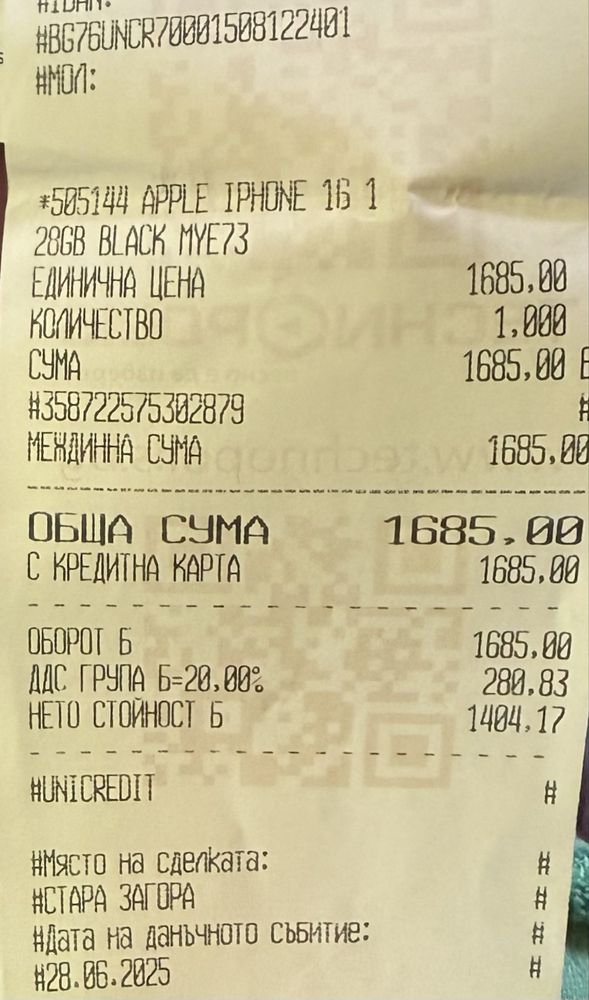 #BG76UNCR70001508122401
#МОЛ:
*505144 APPLE IPHONE 16 1
28GB BLACK MYE73
ЕДИНИЧНА ЦЕНА 1685,00
КОЛИЧЕСТВО 1,000
СУМА 1685,00 Б
#358722575302879 #
МЕЖДИННА СУМА 1685,00
ОБЩА СУМА 1685,00
С КРЕДИТНА КАРТА 1685,00
ОБОРОТ Б 1685,00
ДДС ГРУПА Б=20,00% 280,83
НЕТО СТОЙНОСТ Б 1404,17
#UNICREDIT #
#Място на сделката: #
#СТАРА ЗАГОРА #
#Дата на данъчното събитие: #
#28.06.2025 #